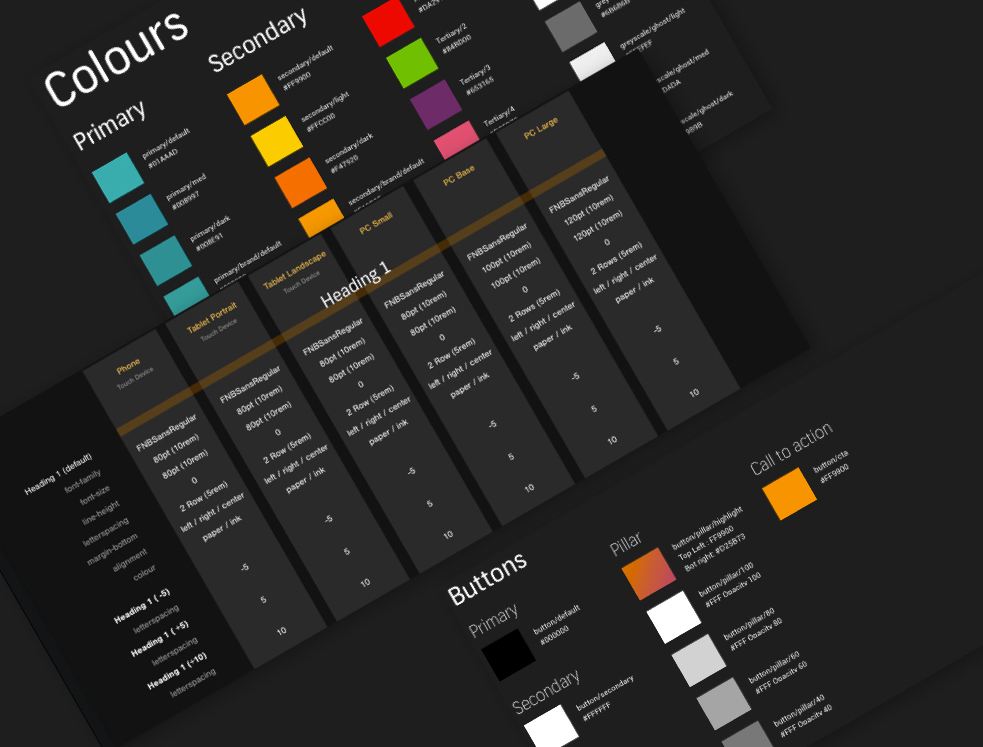 Colours
Primary
primary/default
#01AAAD
primary/med
#008997
primary/dark
#008E91
primary/brand/default
Secondary
secondary/default
#FF9900
secondary/light
#FFCC00
secondary/dark
#F47920
secondary/brand/default
Tertiary/2
#84B000
Tertiary/3
#653165
Tertiary/4
greyscale/ghost/light
scale/ghost/med
DADA
scale/ghost/dark
Heading 1
Phone
Touch Device
Tablet Portrait
Touch Device
Tablet Landscape
Touch Device
PC Small
PC Base
PC Large
Heading 1 (default)
font-family
font-size
line-height
letterspacing
margin-bottom
alignment
colour
Heading 1 ( -5)
letterspacing
Heading 1 ( +5)
letterspacing
Heading 1 (+10)
letterspacing
FNBSansRegular
80pt (10rem)
80pt (10rem)
0
2 Row (5rem)
left / right / center
paper / ink
-5
5
10
FNBSansRegular
80pt (10rem)
80pt (10rem)
0
2 Row (5rem)
left / right / center
paper / ink
-5
5
10
FNBSansRegular
80pt (10rem)
80pt (10rem)
0
2 Row (5rem)
left / right / center
paper / ink
-5
5
10
FNBSansRegular
80pt (10rem)
80pt (10rem)
0
2 Row (5rem)
left / right / center
paper / ink
-5
5
10
FNBSansRegular
100pt (10rem)
100pt (10rem)
0
2 Rows (5rem)
left / right / center
paper / ink
-5
5
10
FNBSansRegular
120pt (10rem)
120pt (10rem)
0
2 Rows (5rem)
left / right / center
paper / ink
-5
5
10
Buttons
Primary
button/default
#000000
Secondary
button/secondary
#FFFFFF
Pillar
button/pillar/highlight
Top Left - FF9900
Bot right: #D25B73
button/pillar/100
#FFF Opacity 100
button/pillar/80
#FFF Opacity 80
button/pillar/60
#FFF Opacity 60
button/pillar/40
#FFF Opacity 40
Call to action
button/cta
#FF9900